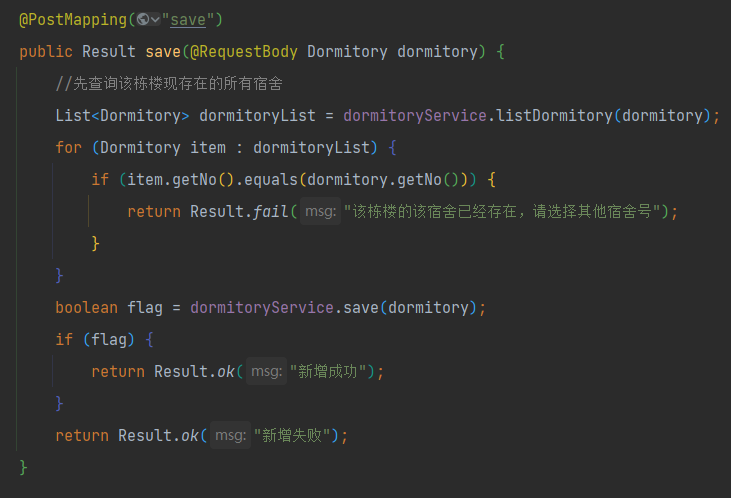 @PostMapping("save")
public Result save(@RequestBody Dormitory dormitory) {
//先查询该栋楼现存在的所有宿舍
List<Dormitory> dormitoryList = dormitoryService.listDormitory(dormitory);
for (Dormitory item : dormitoryList) {
if (item.getNo().equals(dormitory.getNo())) {
return Result.fail( msg: "该栋楼的该宿舍已经存在，请选择其他宿舍号");
}
}
boolean flag = dormitoryService.save(dormitory);
if (flag) {
return Result.ok( msg: "新增成功");
}
return Result.ok( msg: "新增失败");
}